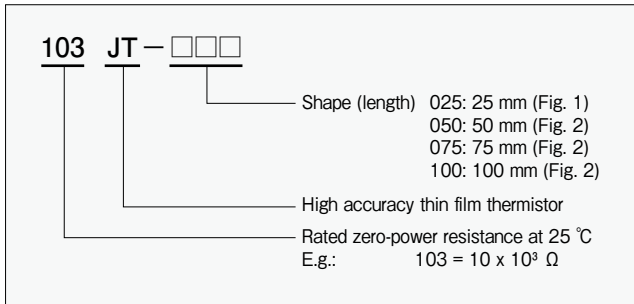 103 JT－□□□
Shape (length) 025: 25 mm (Fig. 1)
050: 50 mm (Fig. 2)
075: 75 mm (Fig. 2)
100: 100 mm (Fig. 2)
High accuracy thin film thermistor
Rated zero-power resistance at 25 ℃
E.g.: 103 = 10 x 10³ Ω